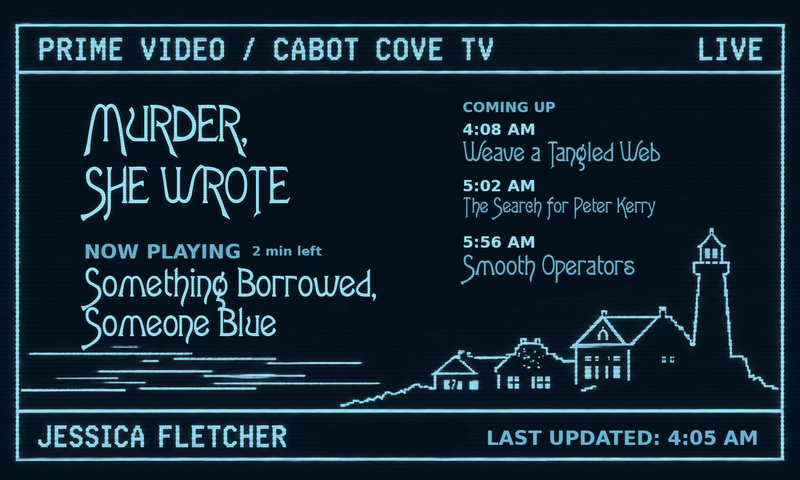 PRIME VIDEO / CABOT COVE TV
LIVE
MURDER,
SHE WROTE
NOW PLAYING 2 min left
Something Borrowed,
Someone Blue
COMING UP
4:08 AM
Weave a Tangled Web
5:02 AM
The Search for Peter Kerry
5:56 AM
Smooth Operators
JESSICA FLETCHER
LAST UPDATED: 4:05 AM